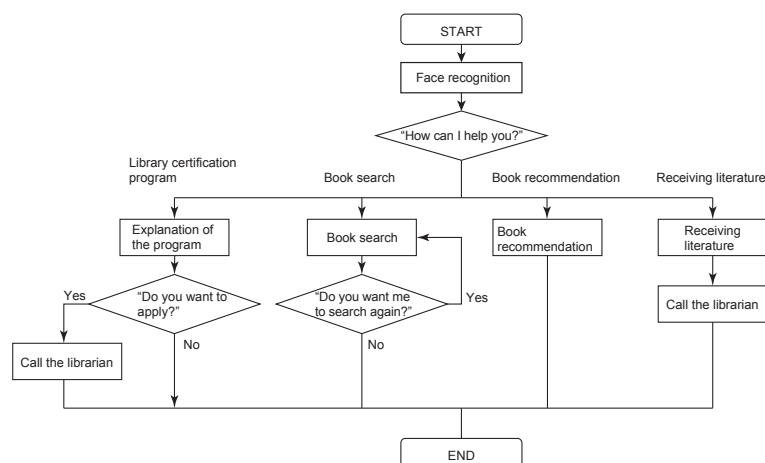 START
Face recognition
“How can I help you?”
Library certification
program
Book search
Book recommendation
Receiving literature
Explanation of
the program
Book search
Book
recommendation
Receiving
literature
Yes
“Do you want to
apply?”
“Do you want me
to search again?”
Yes
Call the librarian
Call the librarian
No
No
END